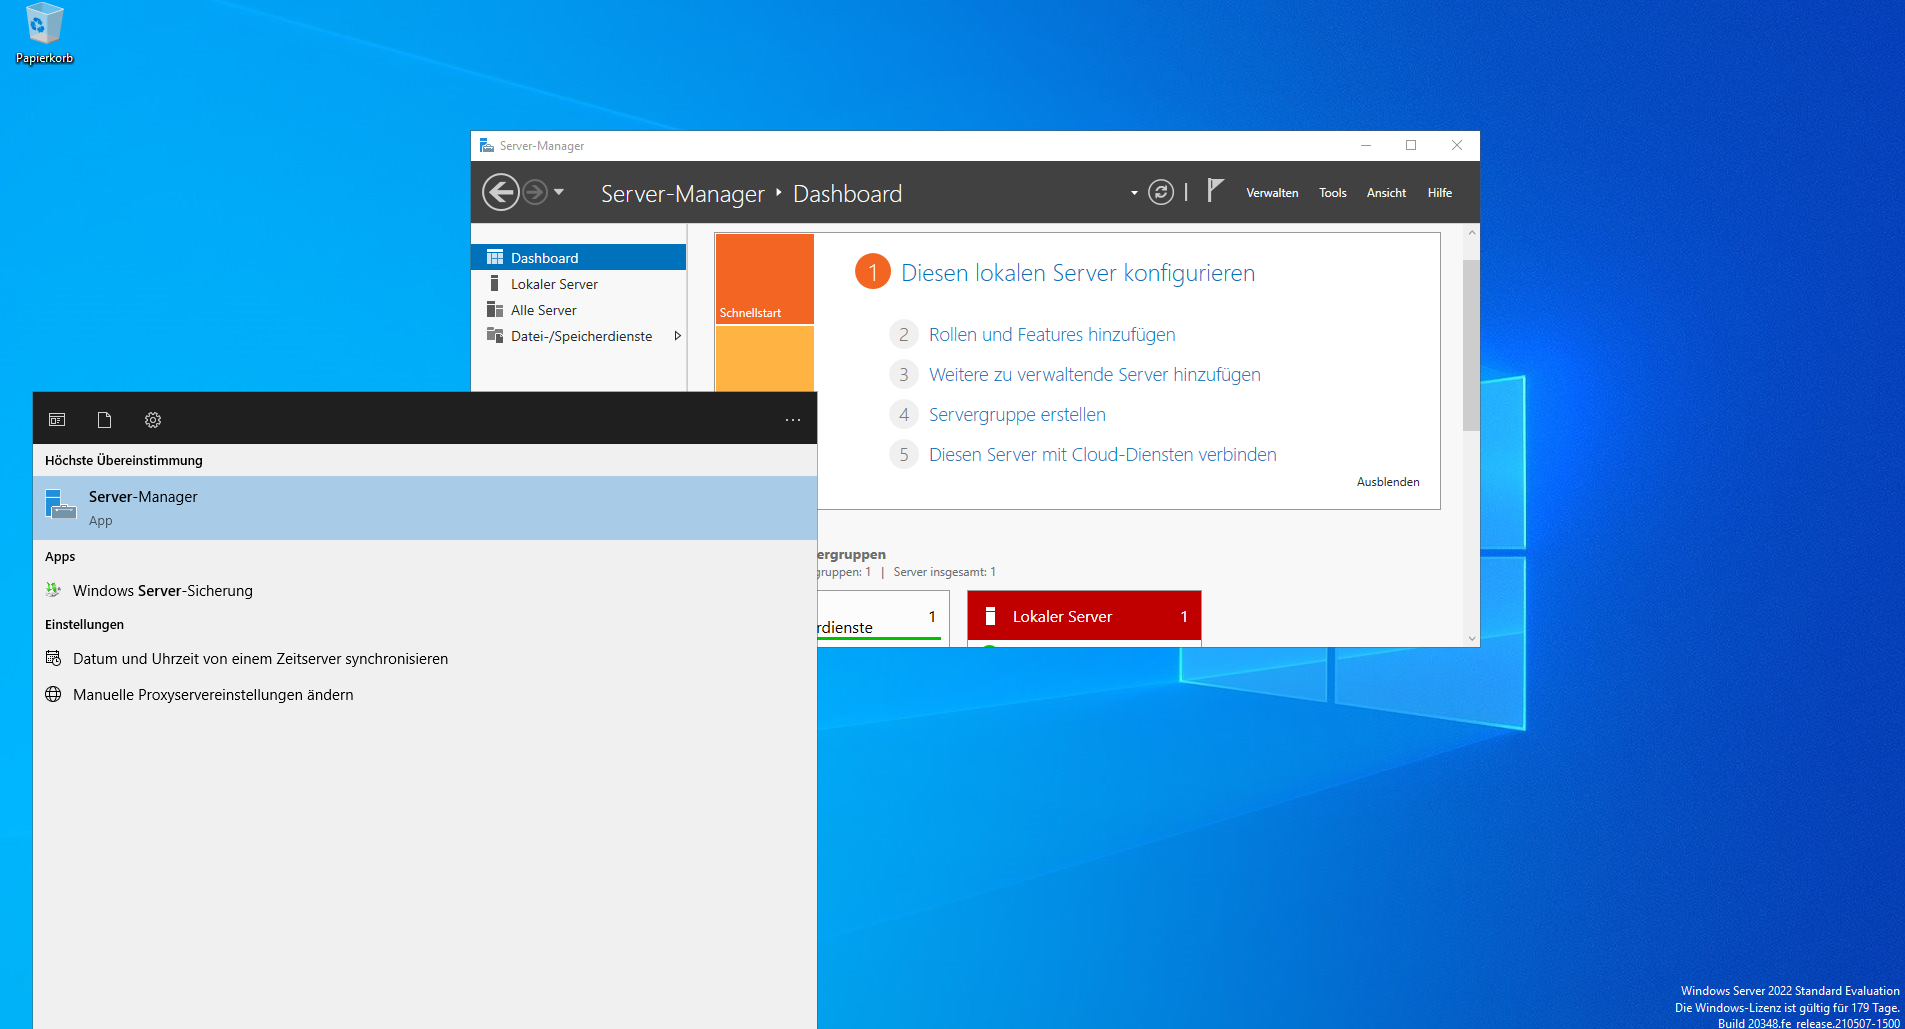 Papierkorb
Server-Manager
Server-Manager ‣ Dashboard
Verwalten
Tools
Ansicht
Hilfe
Dashboard
Lokaler Server
Alle Server
Datei-/Speicherdienste
Schnellstart
1 Diesen lokalen Server konfigurieren
2 Rollen und Features hinzufügen
3 Weitere zu verwaltende Server hinzufügen
4 Servergruppe erstellen
5 Diesen Server mit Cloud-Diensten verbinden
Ausblenden
ergruppen
gruppen: 1 | Server insgesamt: 1
rdienste 1
Lokaler Server 1
Höchste Übereinstimmung
Server-Manager
App
Apps
Windows Server-Sicherung
Einstellungen
Datum und Uhrzeit von einem Zeitserver synchronisieren
Manuelle Proxyservereinstellungen ändern
Windows Server 2022 Standard Evaluation
Die Windows-Lizenz ist gültig für 179 Tage.
Build 20348.fe_release.210507-1500